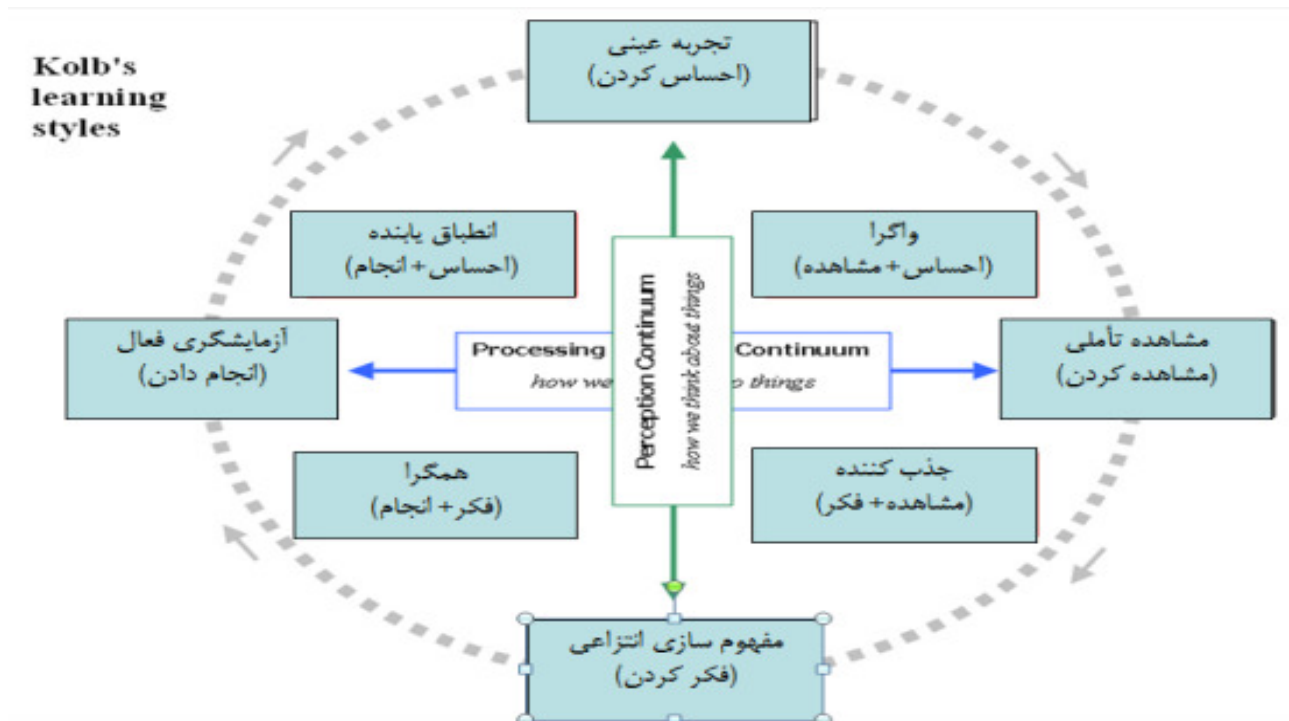 Kolb's
learning
styles
تجربه عینی
(احساس کردن)
انطباق یابنده
(احساس+انجام)
واگرا
(احساس+مشاهده)
آزمایشگری فعال
(انجام دادن)
Processing Continuum
how we o things
Perception Continuum
how we think about things
مشاهده تأملی
(مشاهده کردن)
همگرا
(فکر+انجام)
جذب کننده
(مشاهده+فکر)
مفهوم سازی انتزاعی
(فکر کردن)